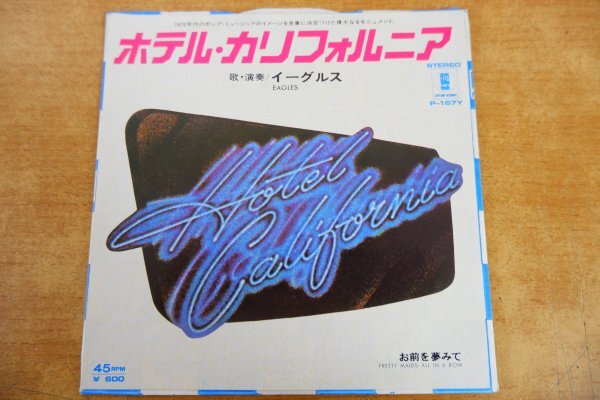 1970年代のポップ・ミュージックのイメージを見事に決定づけた偉大なるモニュメント。
ホテル・カリフォルニア
歌・演奏/イーグルス
EAGLES
STEREO
P-167Y
Hotel
California
お前を夢みて
PRETTY MAIDS ALL IN A ROW
45RPM
¥ 600